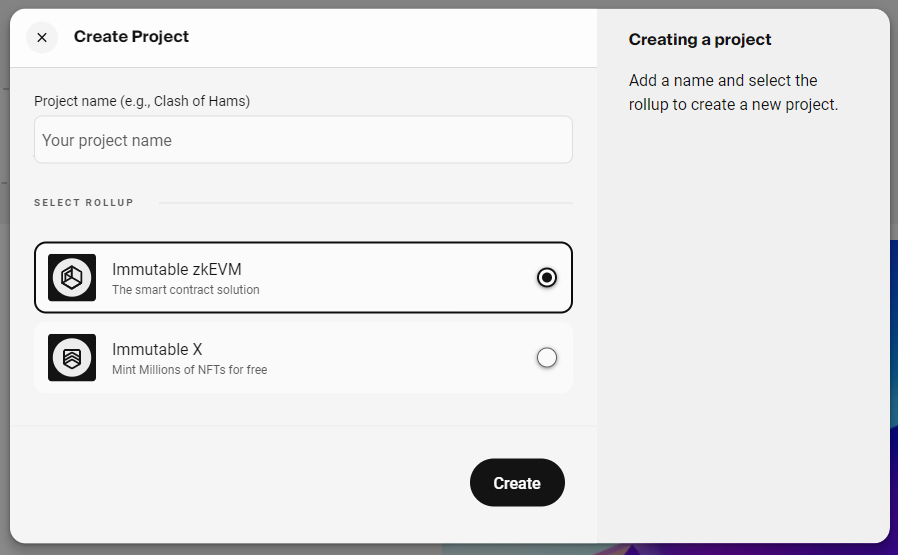 Create Project
Project name (e.g., Clash of Hams)
Your project name
SELECT ROLLUP
Immutable zkEVM
The smart contract solution
Immutable X
Mint Millions of NFTs for free
Create
Creating a project
Add a name and select the
rollup to create a new project.